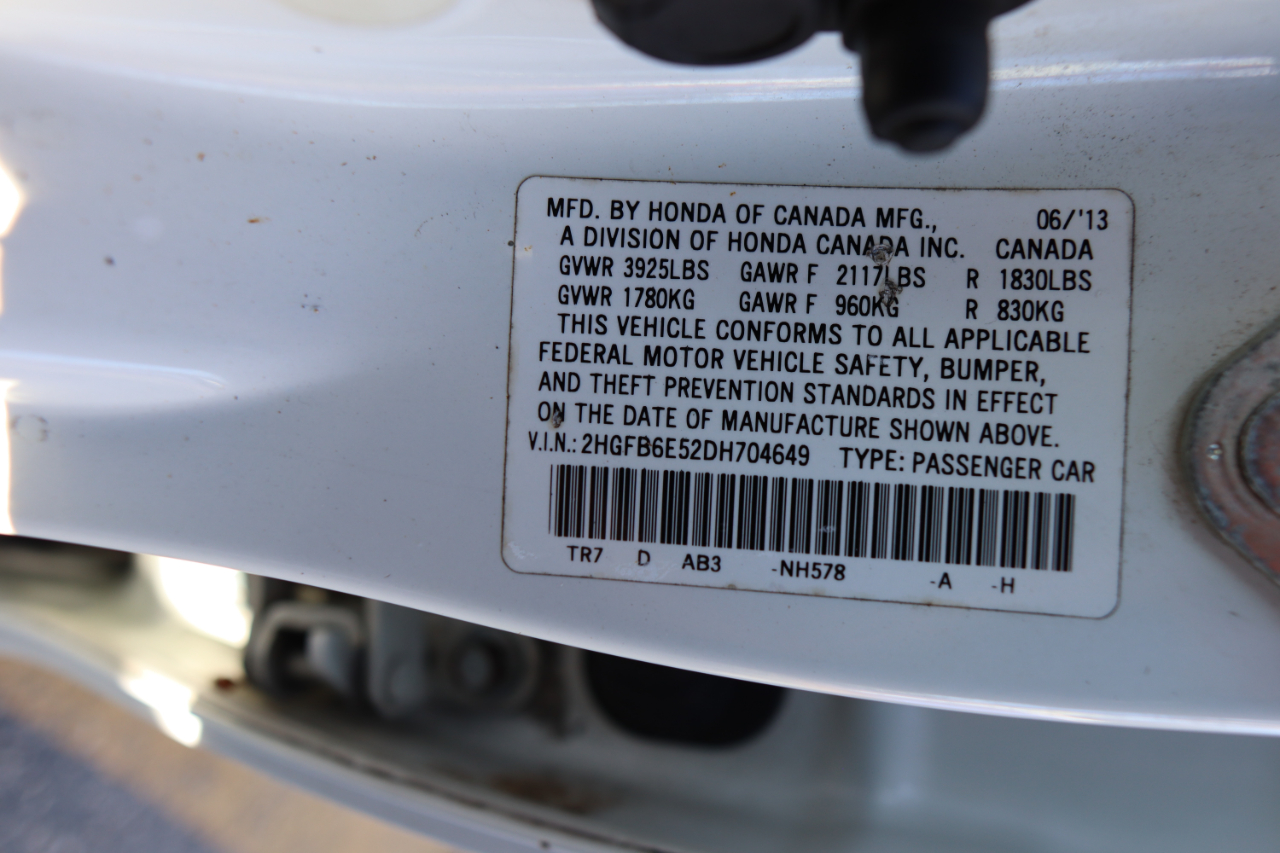 MFD. BY HONDA OF CANADA MFG., 06/'13
A DIVISION OF HONDA CANADA INC. CANADA
GVWR 3925LBS GAWR F 2117LBS R 1830LBS
GVWR 1780KG GAWR F 960KG R 830KG
THIS VEHICLE CONFORMS TO ALL APPLICABLE
FEDERAL MOTOR VEHICLE SAFETY, BUMPER,
AND THEFT PREVENTION STANDARDS IN EFFECT
ON THE DATE OF MANUFACTURE SHOWN ABOVE.
V.I.N.: 2HGFB6E52DH704649 TYPE: PASSENGER CAR
TR7 D AB3 -NH578 -A -H